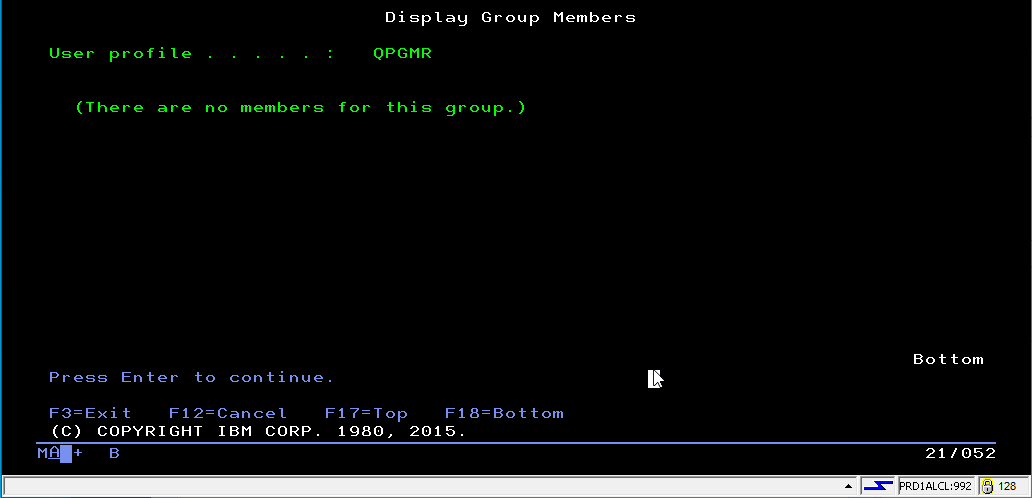 Display Group Members
User profile . . . . . :   QPGMR
(There are no members for this group.)
Bottom
Press Enter to continue.
F3=Exit   F12=Cancel   F17=Top   F18=Bottom
(C) COPYRIGHT IBM CORP. 1980, 2015.
MA + B 21/052
PRD1ALCL:992 128